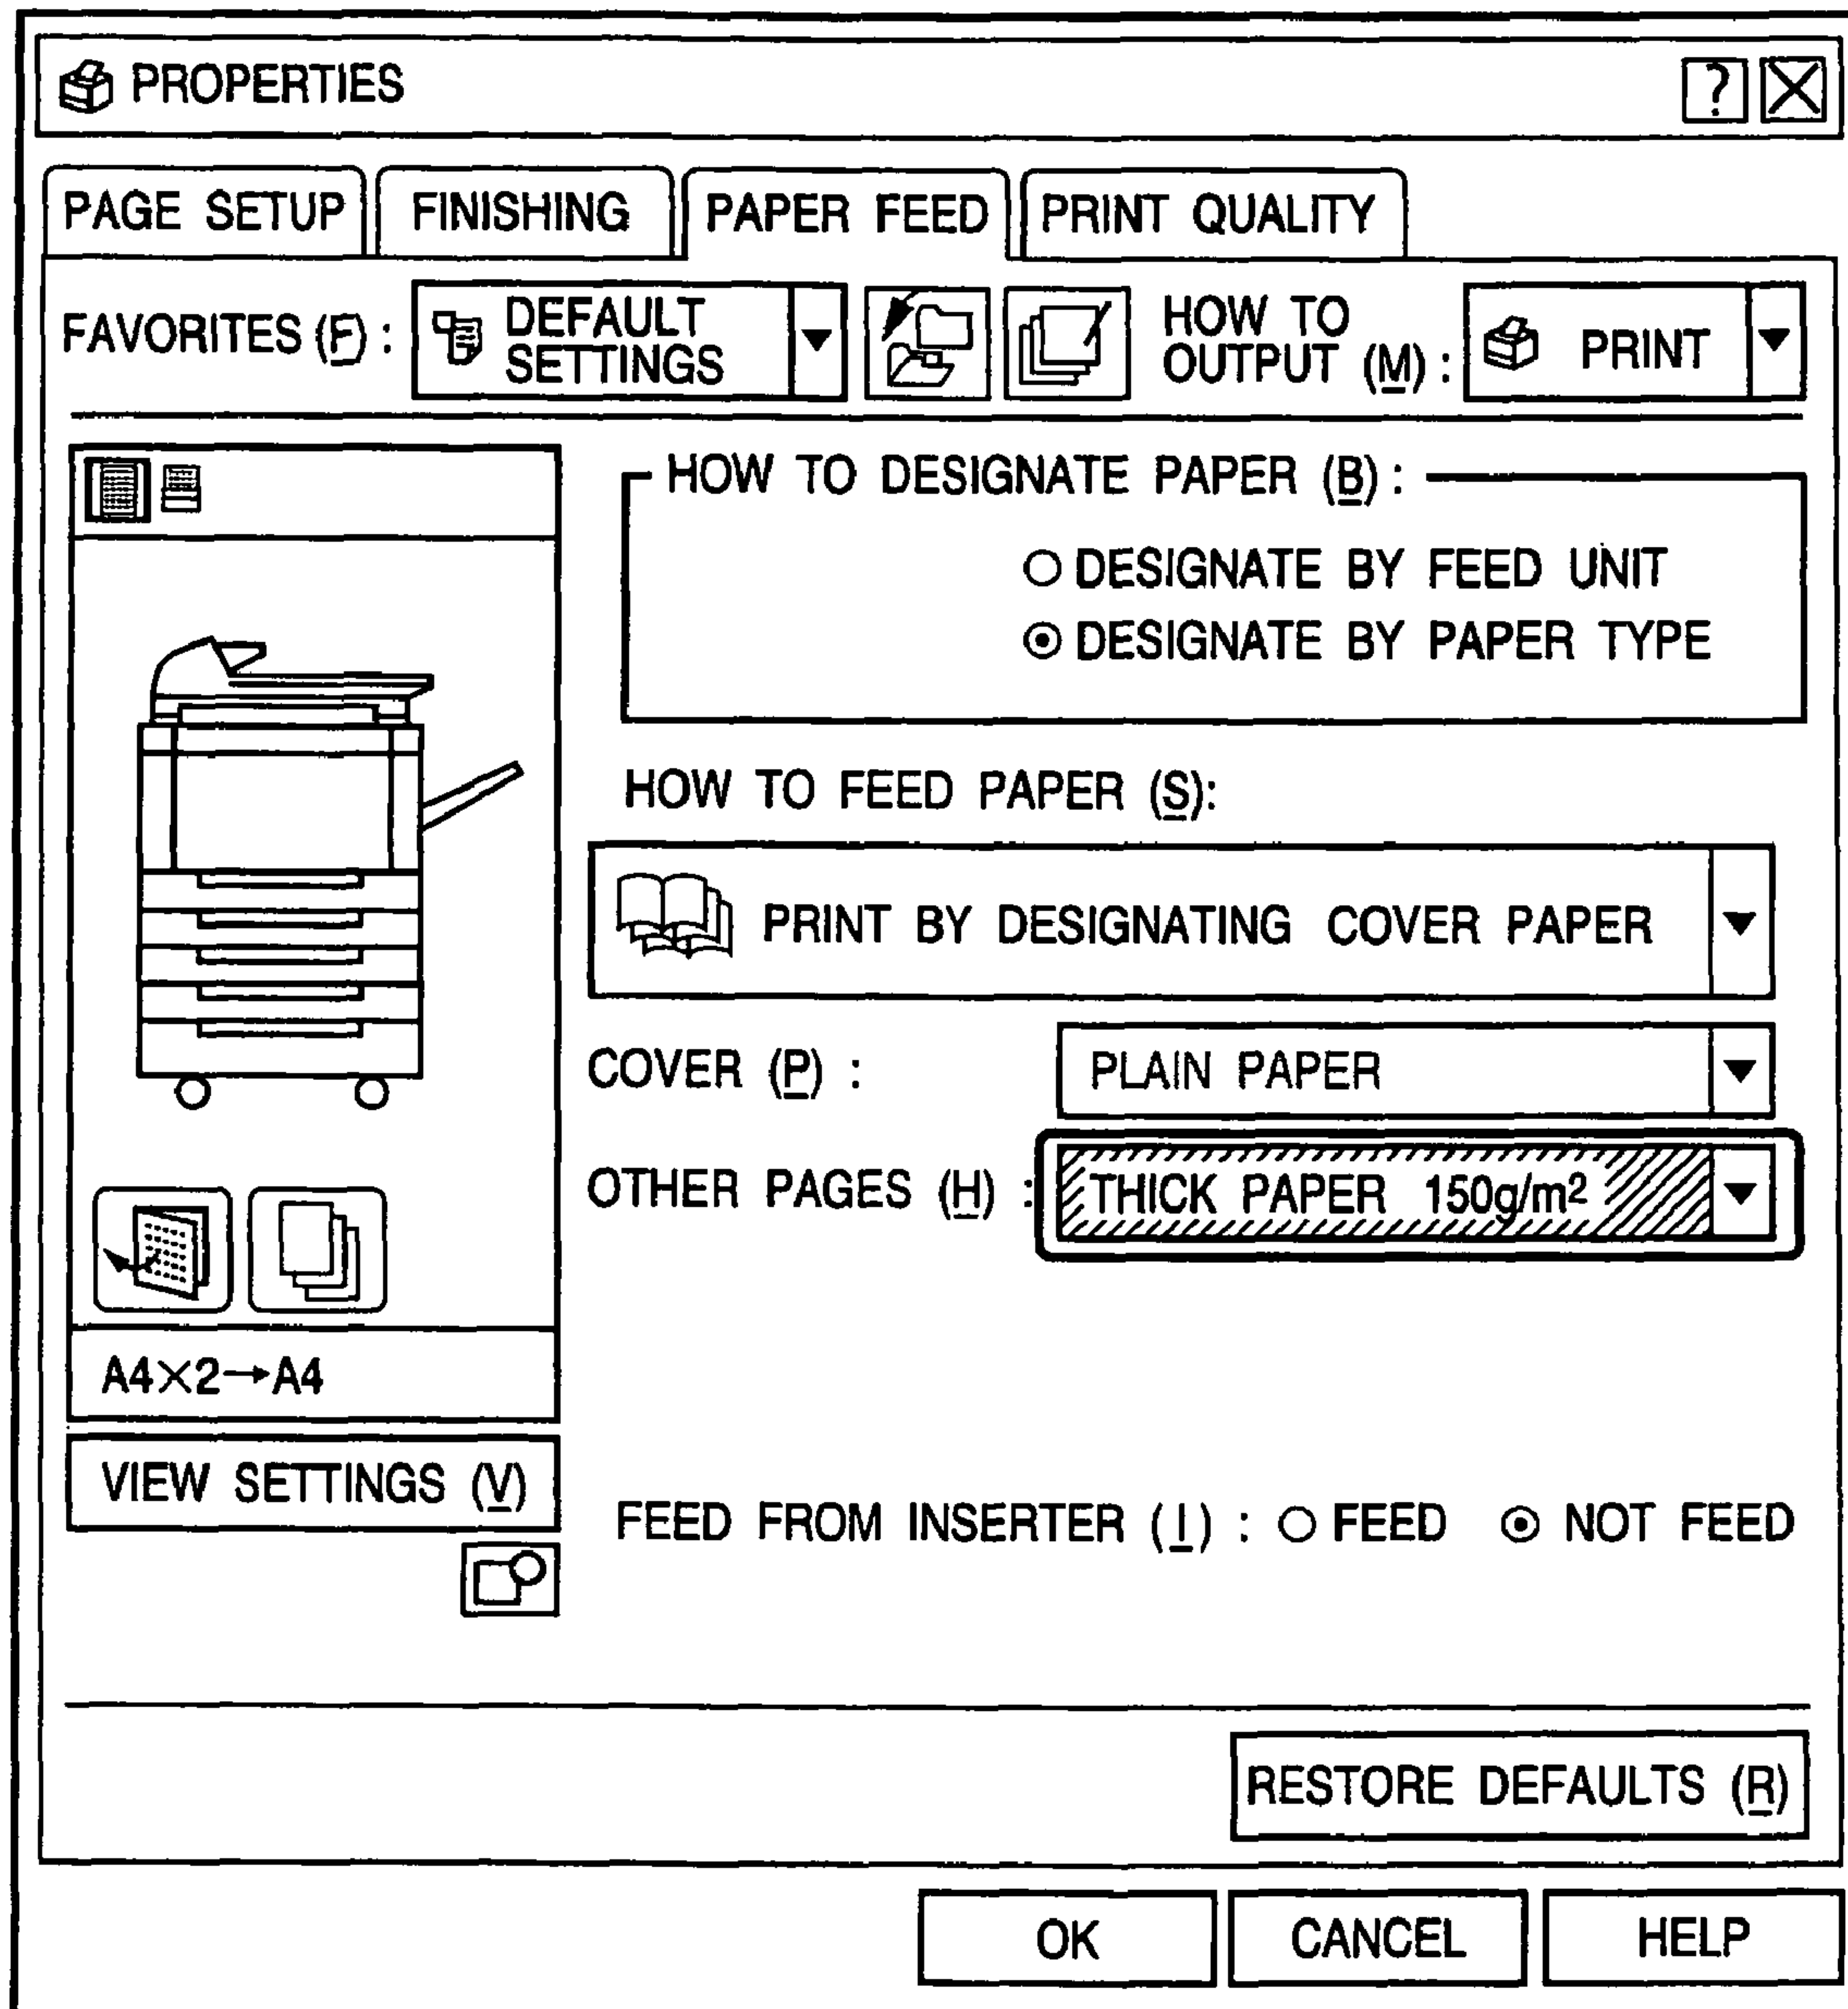 PROPERTIES ?
PAGE SETUP FINISHING PAPER FEED PRINT QUALITY
FAVORITES (F) : DEFAULT SETTINGS HOW TO OUTPUT (M) : PRINT
HOW TO DESIGNATE PAPER (B) :
DESIGNATE BY FEED UNIT
DESIGNATE BY PAPER TYPE
HOW TO FEED PAPER (S):
PRINT BY DESIGNATING COVER PAPER
COVER (P) : PLAIN PAPER
OTHER PAGES (H) : THICK PAPER 150g/m²
A4×2→A4
VIEW SETTINGS (V)
FEED FROM INSERTER (I) : FEED NOT FEED
RESTORE DEFAULTS (R)
OK CANCEL HELP